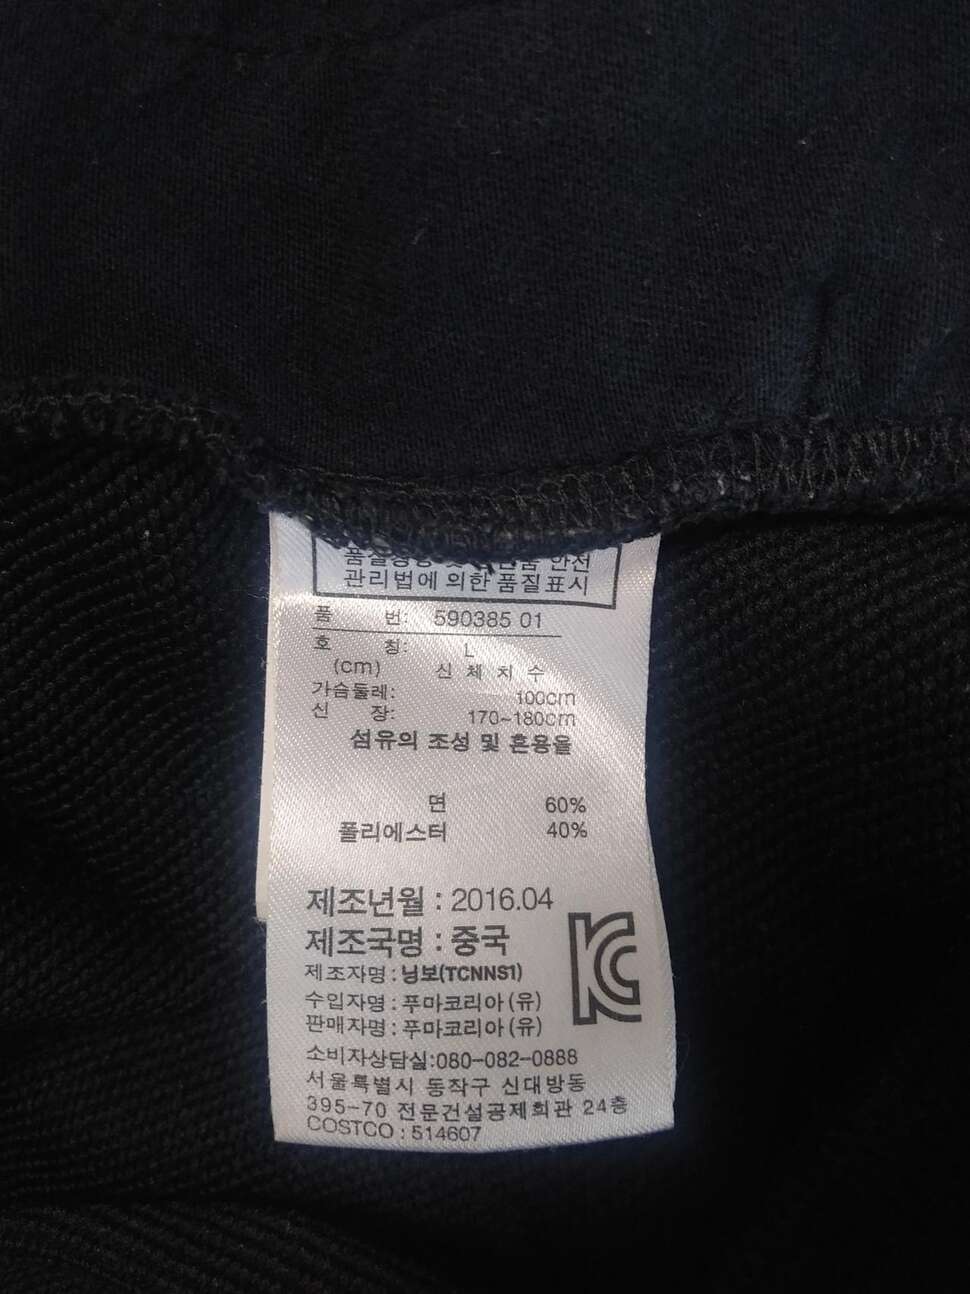 관리법에 의한 품질표시
품 번: 590385 01
호 칭: L
(cm) 신 체 치 수
가슴둘레: 100cm
신 장: 170~180cm
섬유의 조성 및 혼용율
면 60%
폴리에스터 40%
제조년월 : 2016.04
제조국명 : 중국
제조자명 : 닝보(TCNNS1)
수입자명 : 푸마코리아 (유)
판매자명 : 푸마코리아 (유)
소비자상담실:080-082-0888
서울특별시 동작구 신대방동
395-70 전문건설공제회관 24층
COSTCO : 514607
KC